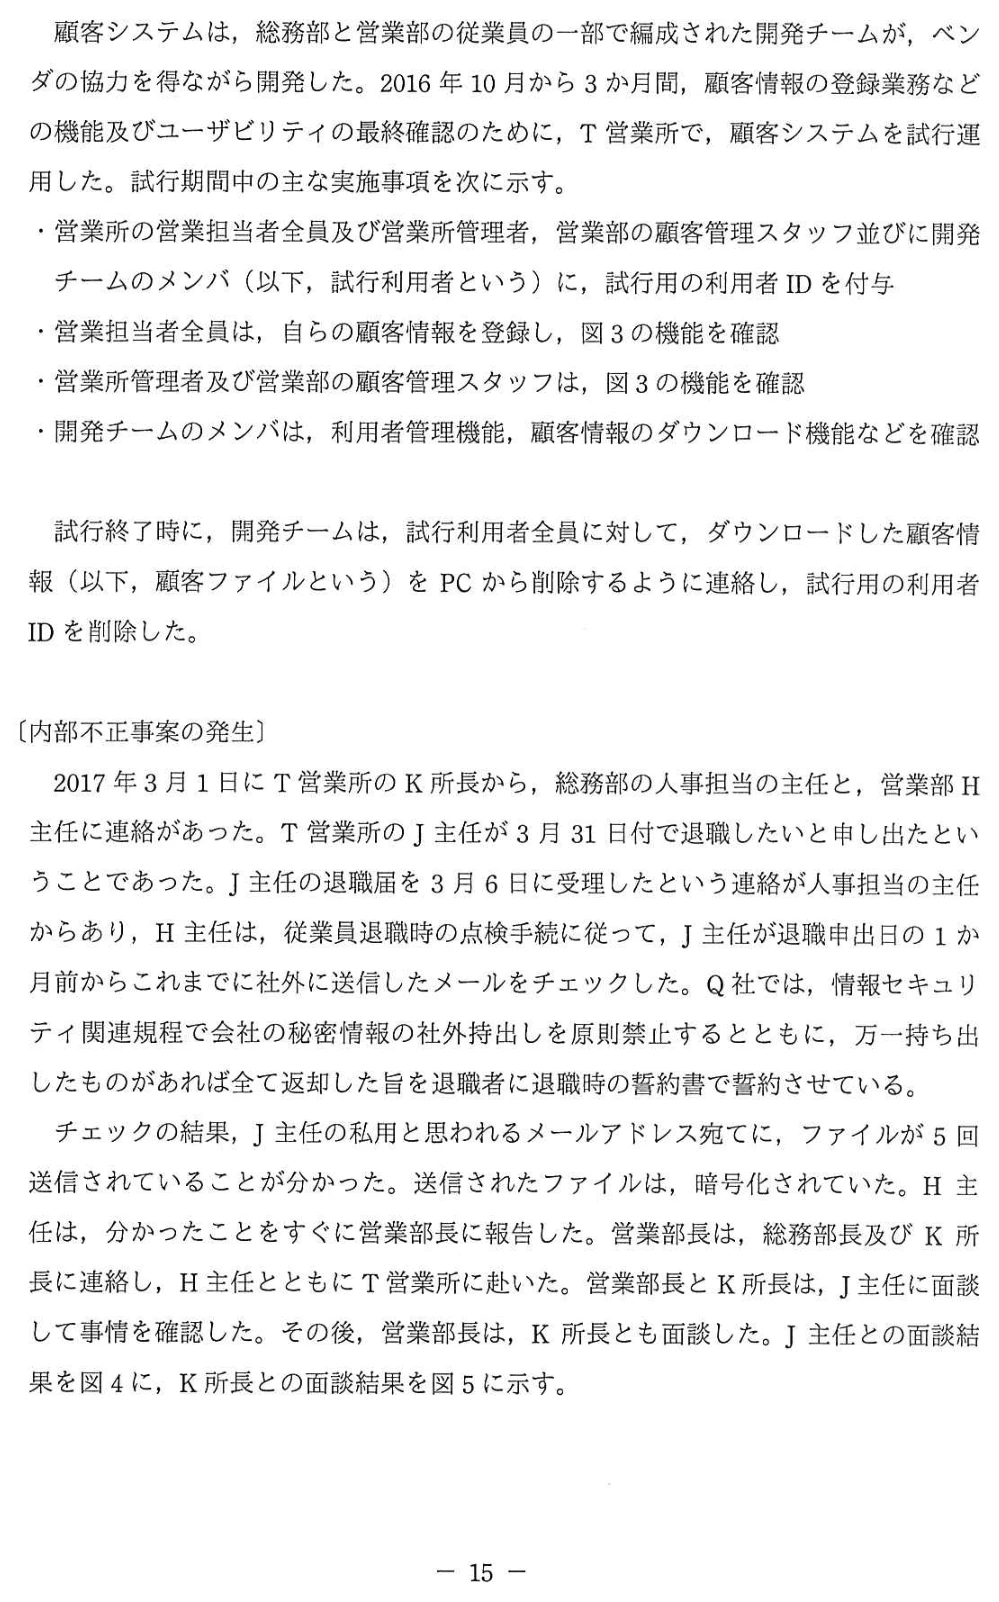 顧客システムは，総務部と営業部の従業員の一部で編成された開発チームが，ベン
ダの協力を得ながら開発した。2016 年 10 月から 3 か月間，顧客情報の登録業務など
の機能及びユーザビリティの最終確認のために，T 営業所で，顧客システムを試行運
用した。試行期間中の主な実施事項を次に示す。
・営業所の営業担当者全員及び営業所管理者，営業部の顧客管理スタッフ並びに開発
チームのメンバ（以下，試行利用者という）に，試行用の利用者 ID を付与
・営業担当者全員は，自らの顧客情報を登録し，図 3 の機能を確認
・営業所管理者及び営業部の顧客管理スタッフは，図 3 の機能を確認
・開発チームのメンバは，利用者管理機能，顧客情報のダウンロード機能などを確認
試行終了時に，開発チームは，試行利用者全員に対して，ダウンロードした顧客情
報（以下，顧客ファイルという）を PC から削除するように連絡し，試行用の利用者
ID を削除した。
〔内部不正事案の発生〕
2017 年 3 月 1 日に T 営業所の K 所長から，総務部の人事担当の主任と，営業部 H
主任に連絡があった。T 営業所の J 主任が 3 月 31 日付で退職したいと申し出たとい
うことであった。J 主任の退職届を 3 月 6 日に受理したという連絡が人事担当の主任
からあり，H 主任は，従業員退職時の点検手続に従って，J 主任が退職申出日の 1 か
月前からこれまでに社外に送信したメールをチェックした。Q 社では，情報セキュリ
ティ関連規程で会社の秘密情報の社外持出しを原則禁止するとともに，万一持ち出
したものがあれば全て返却した旨を退職者に退職時の誓約書で誓約させている。
チェックの結果，J 主任の私用と思われるメールアドレス宛てに，ファイルが 5 回
送信されていることが分かった。送信されたファイルは，暗号化されていた。H 主
任は，分かったことをすぐに営業部長に報告した。営業部長は，総務部長及び K 所
長に連絡し，H 主任とともに T 営業所に赴いた。営業部長と K 所長は，J 主任に面談
して事情を確認した。その後，営業部長は，K 所長とも面談した。J 主任との面談結
果を図 4 に，K 所長との面談結果を図 5 に示す。
－ 15 －